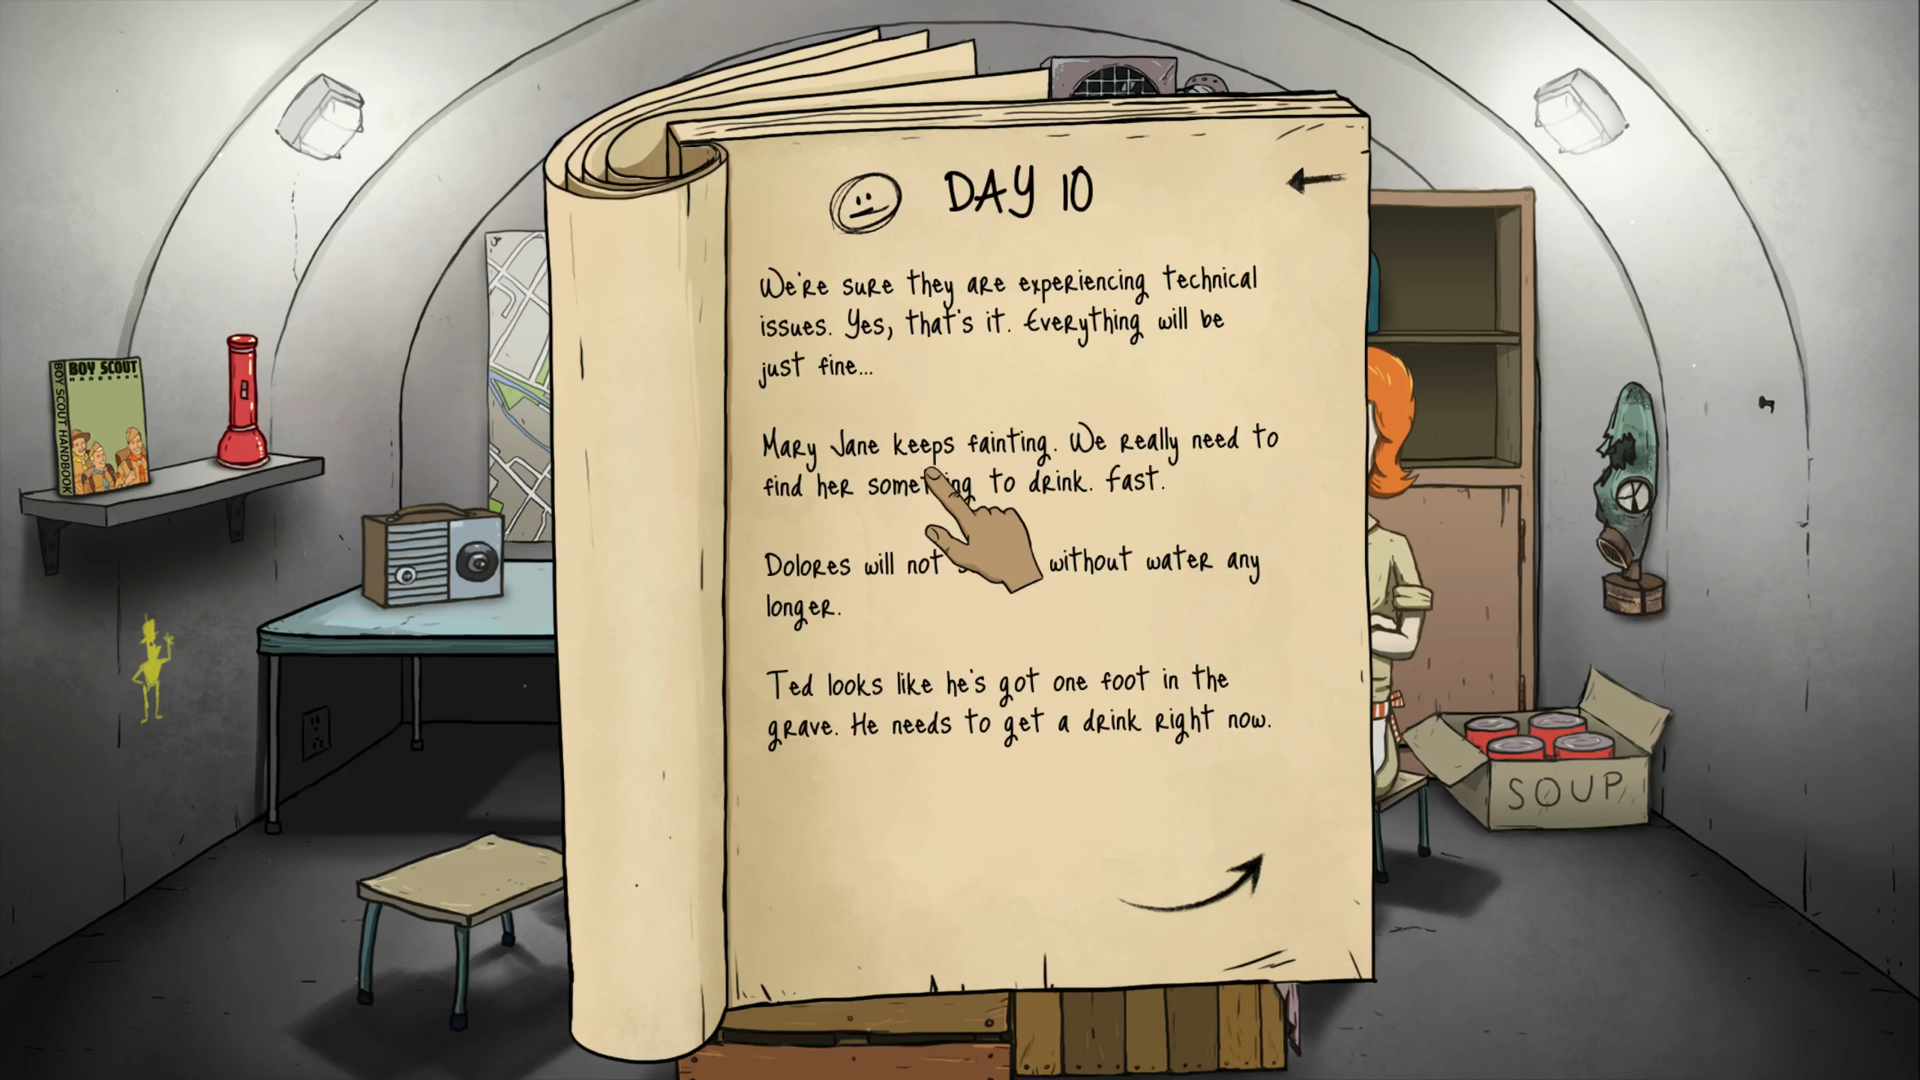 DAY 10
We're sure they are experiencing technical
issues. Yes, that's it. Everything will be
just fine...
Mary Jane keeps fainting. We really need to
find her something to drink. Fast.
Dolores will not without water any
longer.
Ted looks like he's got one foot in the
grave. He needs to get a drink right now.
BOY SCOUT
HANDBOOK
BOY SCOUT HANDBOOK
SOUP